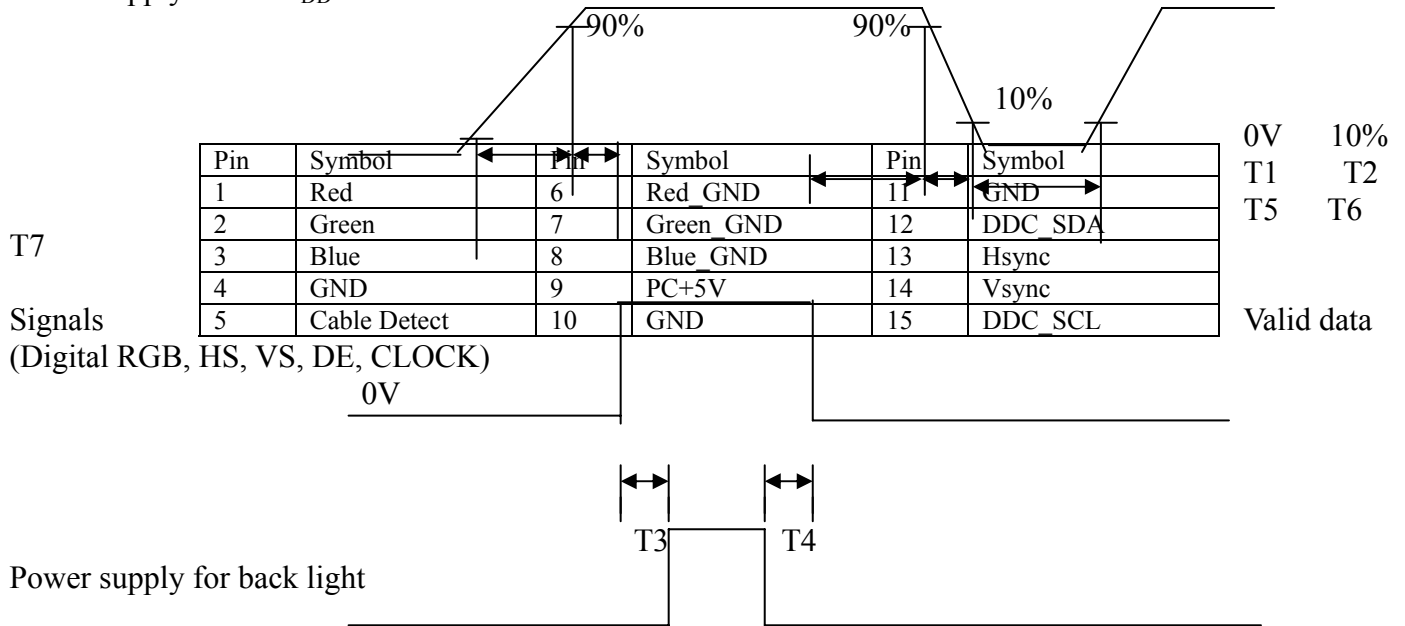 90% 90%
10%
0V 10%
Pin Symbol Pin Symbol Pin Symbol
T1 T2
1 Red 6 Red_GND 11 GND
T5 T6
2 Green 7 Green_GND 12 DDC_SDA
T7
3 Blue 8 Blue_GND 13 Hsync
4 GND 9 PC+5V 14 Vsync
Signals 5 Cable Detect 10 GND 15 DDC_SCL Valid data
(Digital RGB, HS, VS, DE, CLOCK)
0V
T3 T4
Power supply for back light